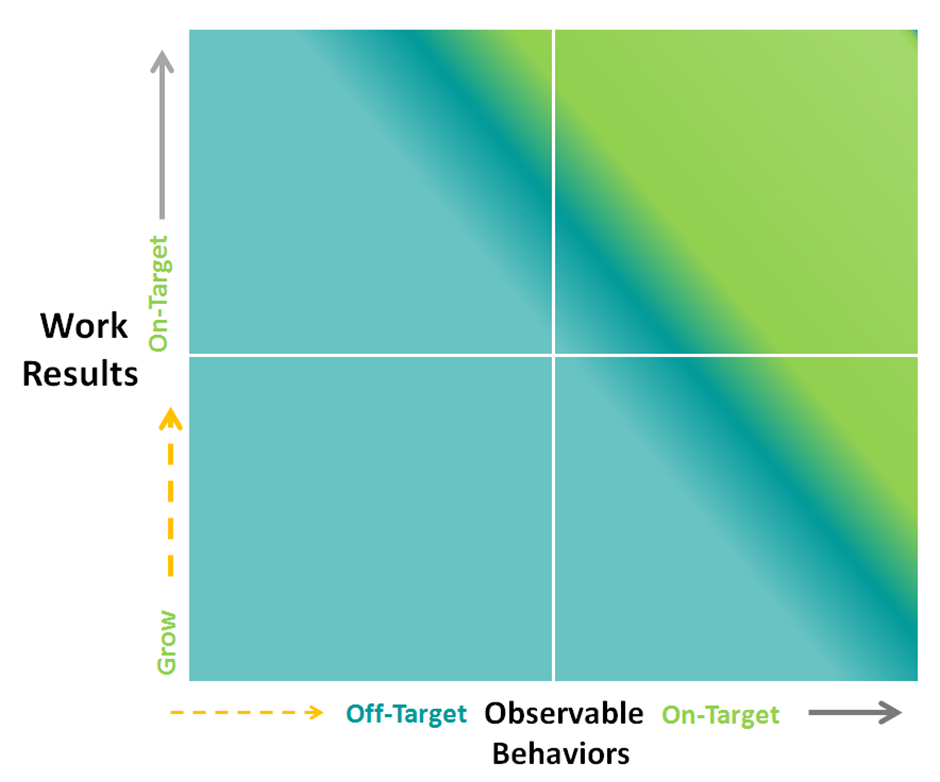 On-Target
Work
Results
Grow
Off-Target Observable On-Target
Behaviors